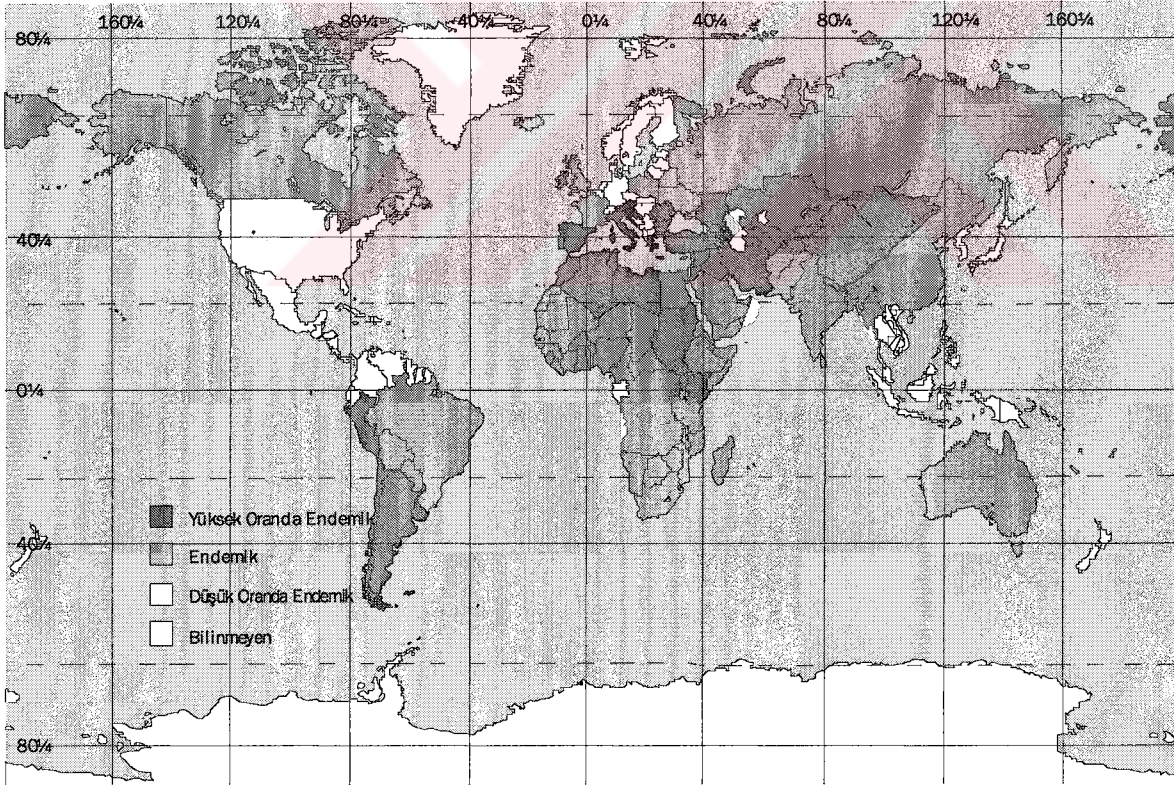 160¼ 120¼ 80¼ 40¼ 0¼ 40¼ 80¼ 120¼ 160¼
80¼
40¼
0¼
Yüksek Oranda Endemik
40¼
Endemik
Düşük Oranda Endemik
Bilinmeyen
80¼